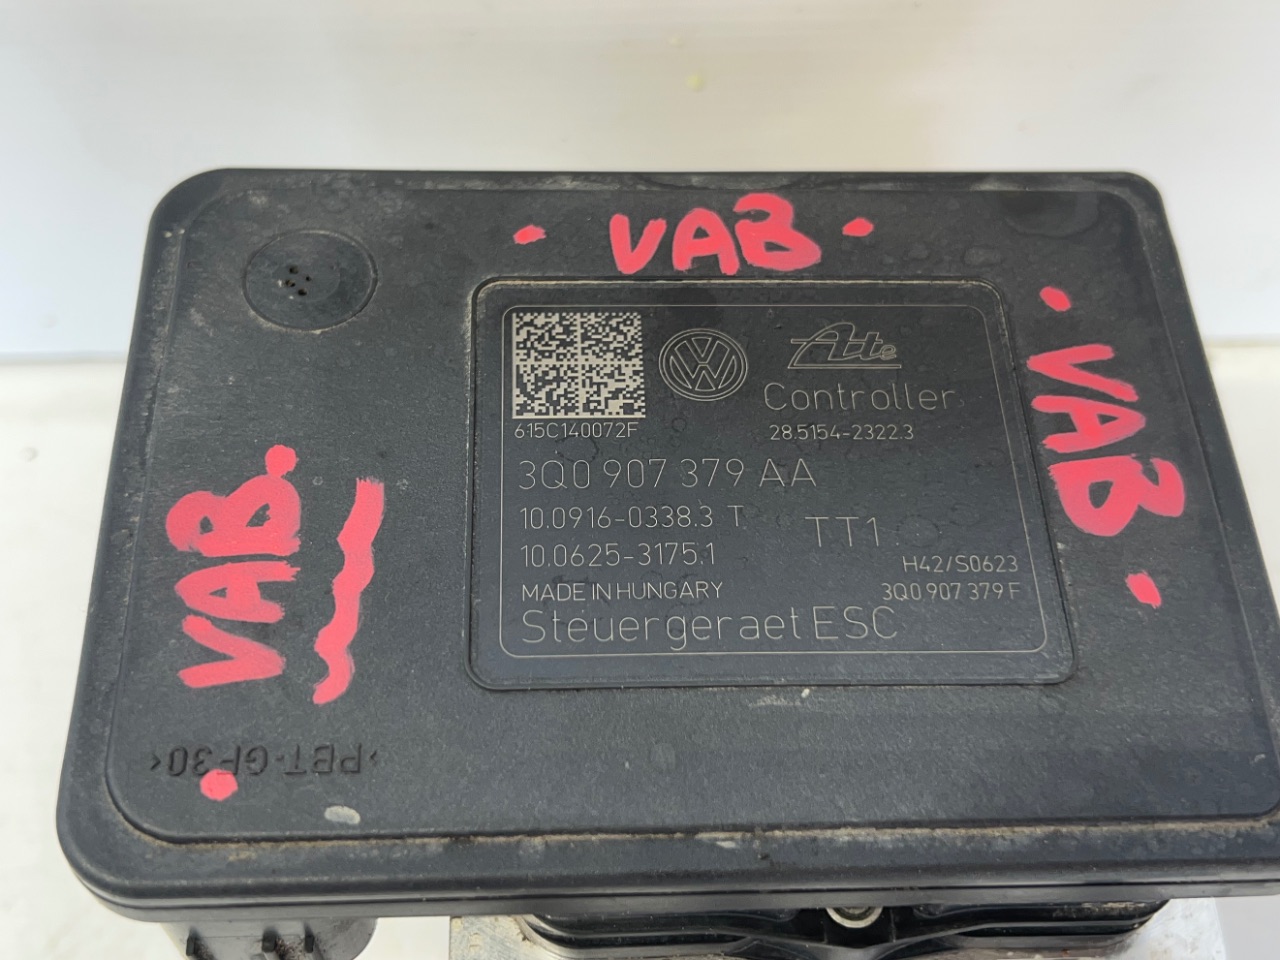 VAB
VAB
VAB.
VW
Ate
Controller
615C140072F
28.5154-2322.3
3Q0 907 379 AA
10.0916-0338.3 T
TT1
10.0625-3175.1
H42/S0623
MADE IN HUNGARY
3Q0 907 379 F
Steuergeraet ESC
>PBT-GF30<